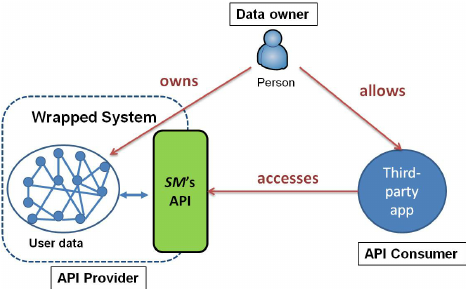 Data owner
Person
owns
allows
Wrapped System
SM's
API
accesses
Third-
party
app
User data
API Provider
API Consumer